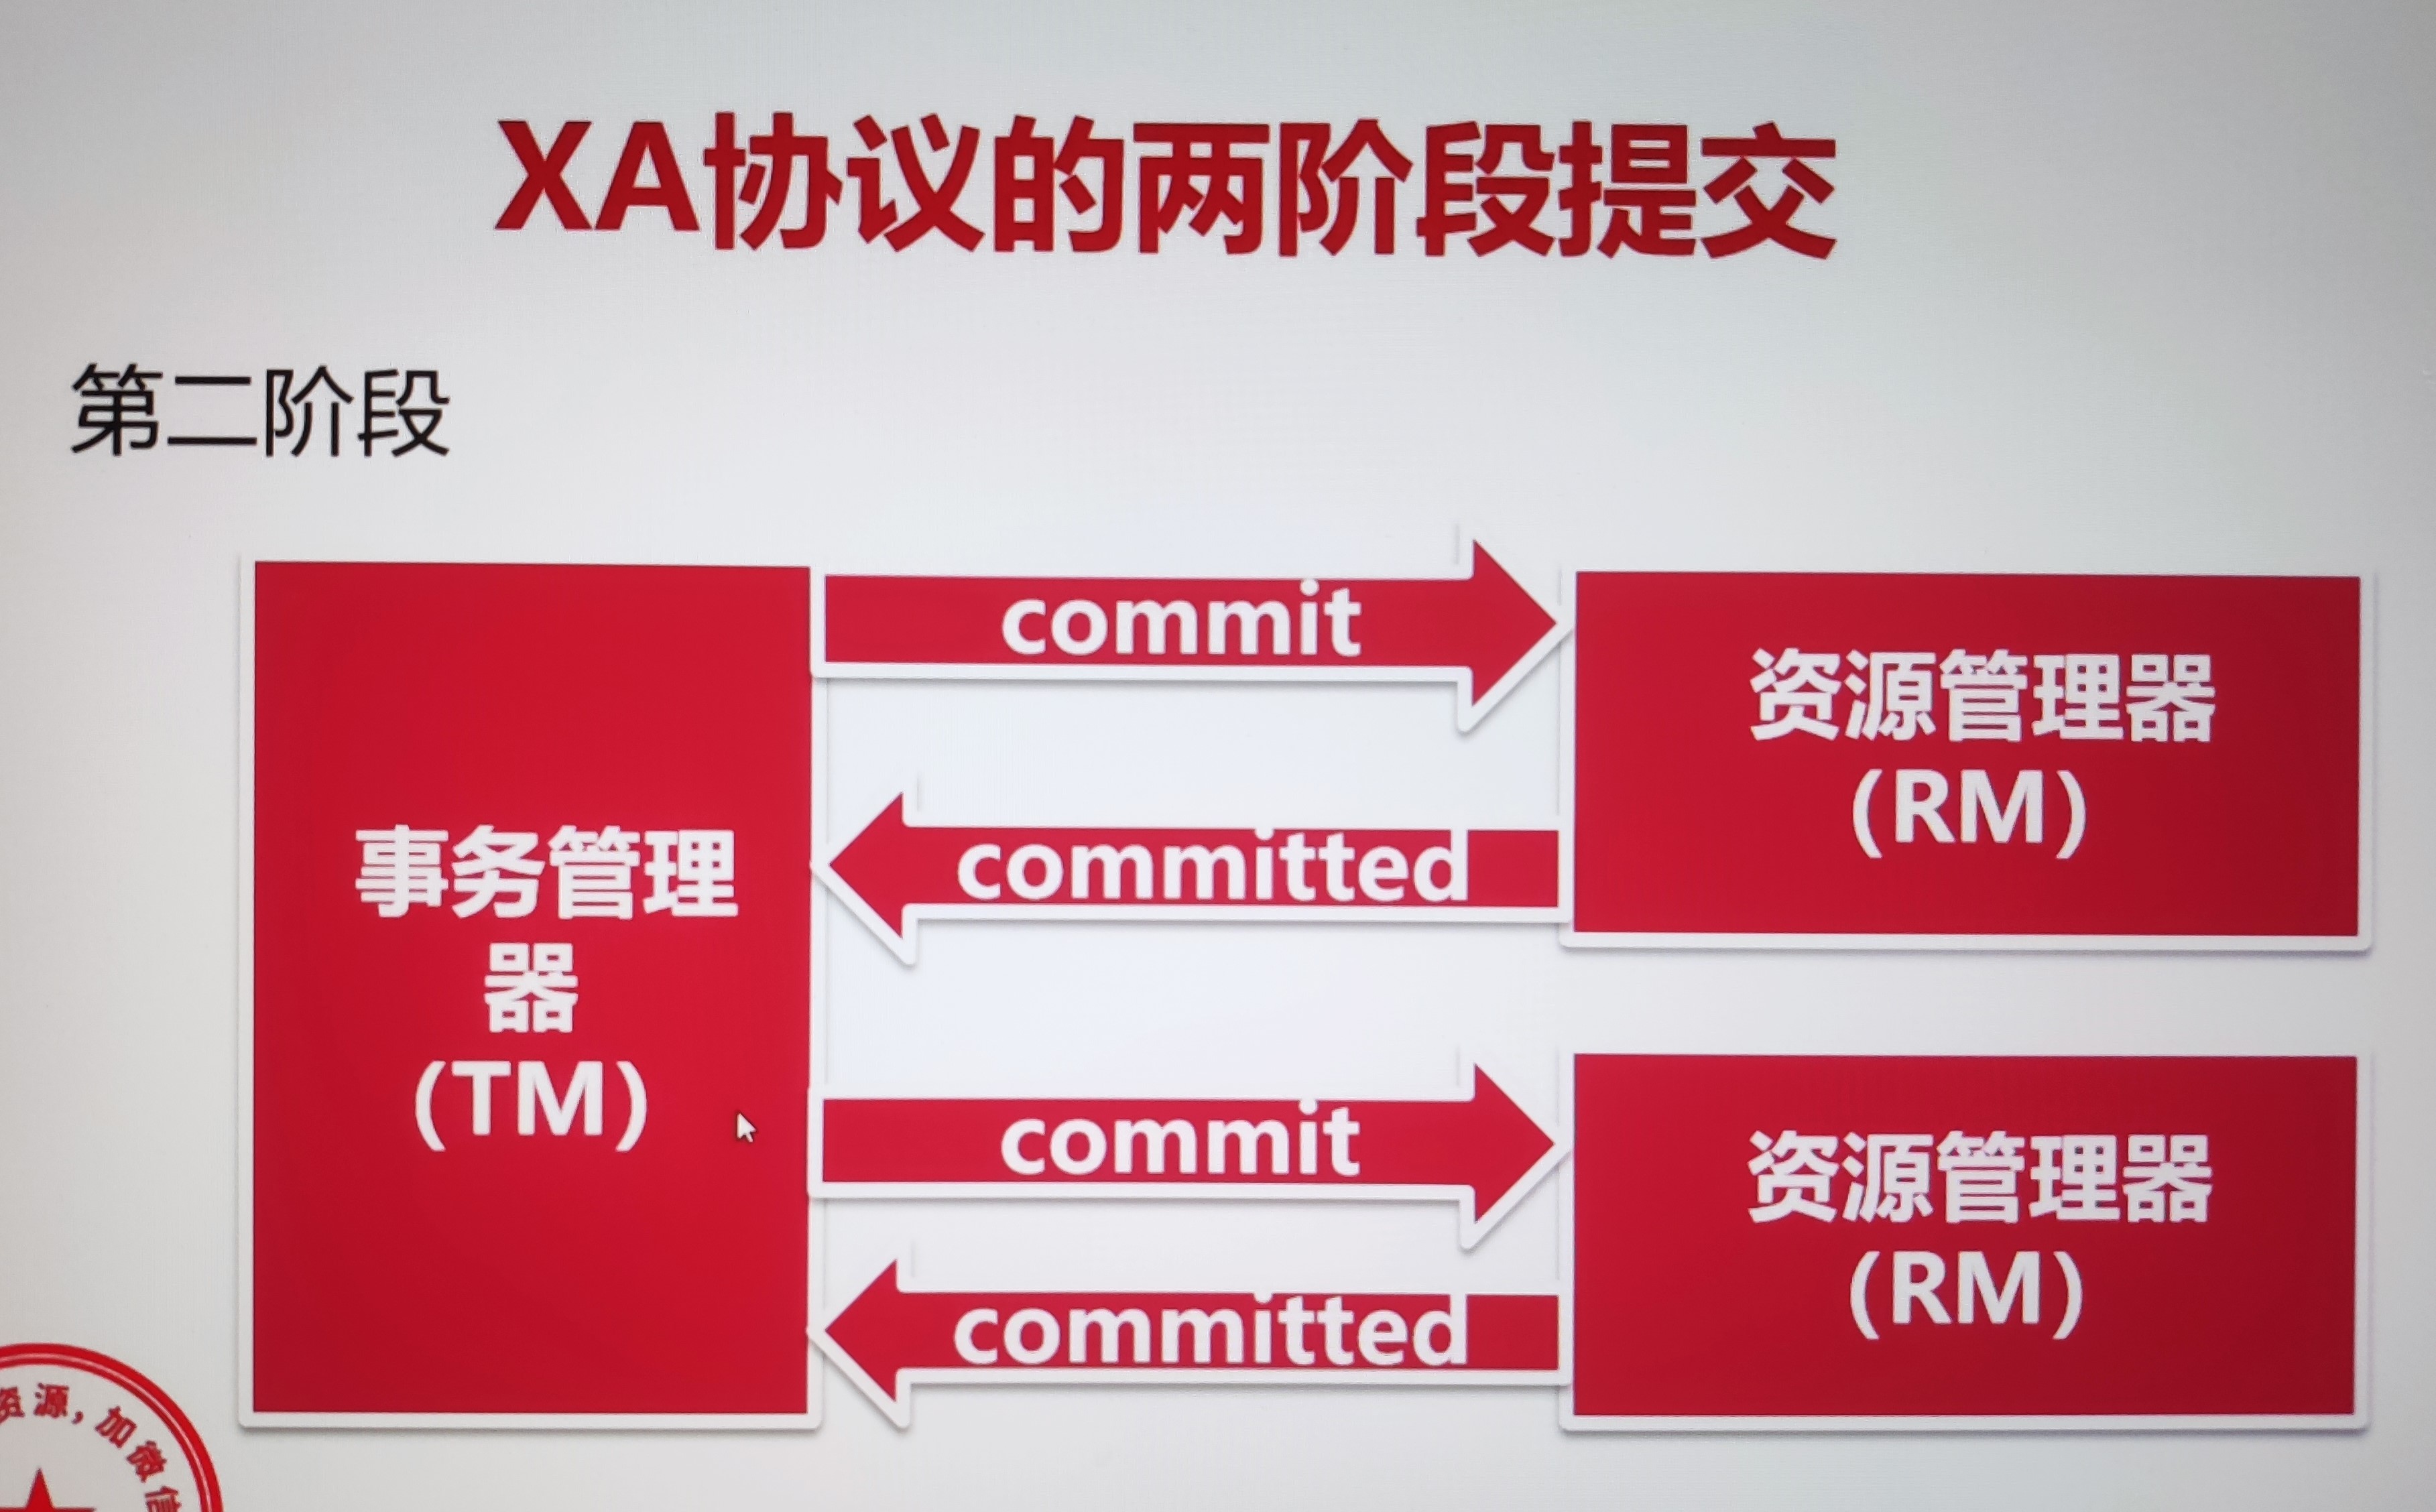 XA协议的两阶段提交
第二阶段
commit
资源管理器
(RM)
committed
事务管理
器
(TM)
commit
资源管理器
(RM)
committed
源，加微信